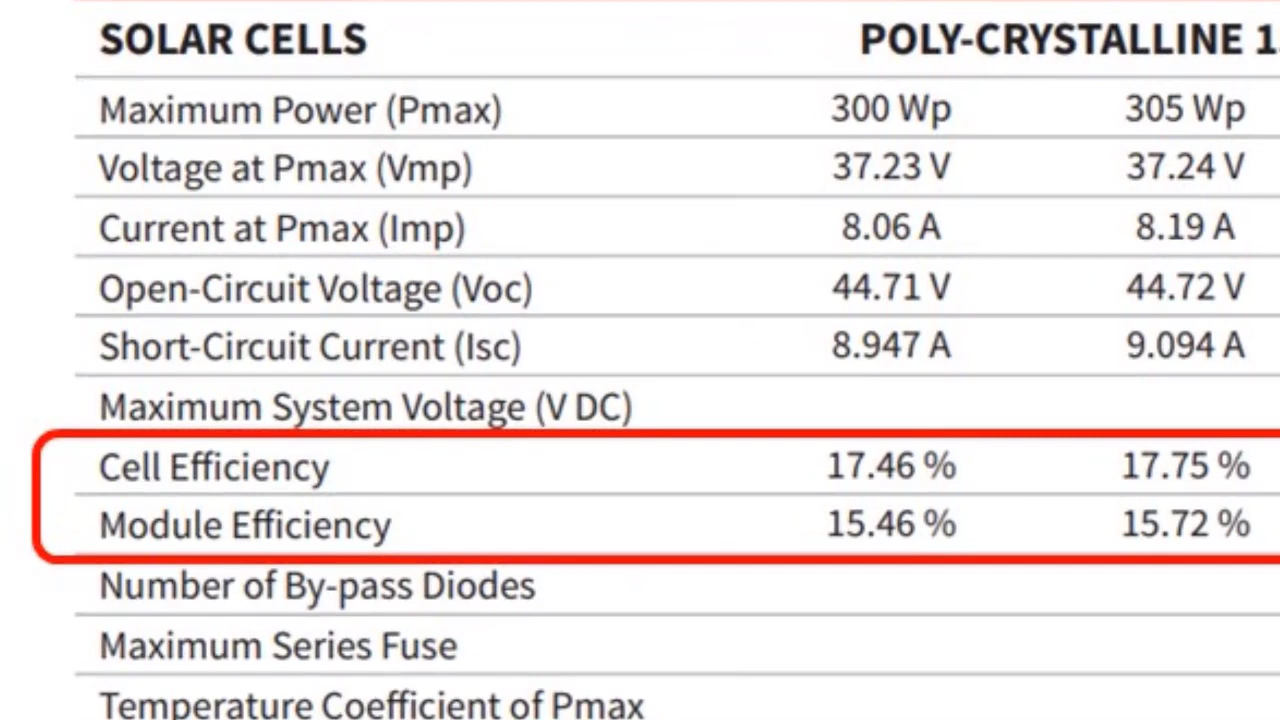 SOLAR CELLS POLY-CRYSTALLINE
Maximum Power (Pmax) 300 Wp 305 Wp
Voltage at Pmax (Vmp) 37.23 V 37.24 V
Current at Pmax (Imp) 8.06 A 8.19 A
Open-Circuit Voltage (Voc) 44.71 V 44.72 V
Short-Circuit Current (Isc) 8.947 A 9.094 A
Maximum System Voltage (V DC)
Cell Efficiency 17.46 % 17.75 %
Module Efficiency 15.46 % 15.72 %
Number of By-pass Diodes
Maximum Series Fuse
Temperature Coefficient of Pmax